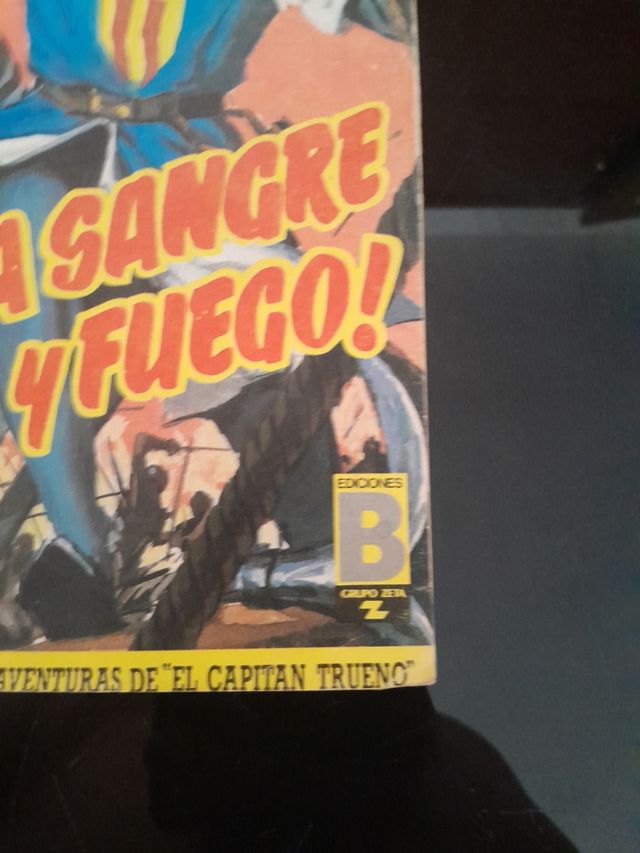 A SANGRE
Y FUEGO!
EDICIONES
B
GRUPO ZETA
Z
AVENTURAS DE "EL CAPITAN TRUENO"